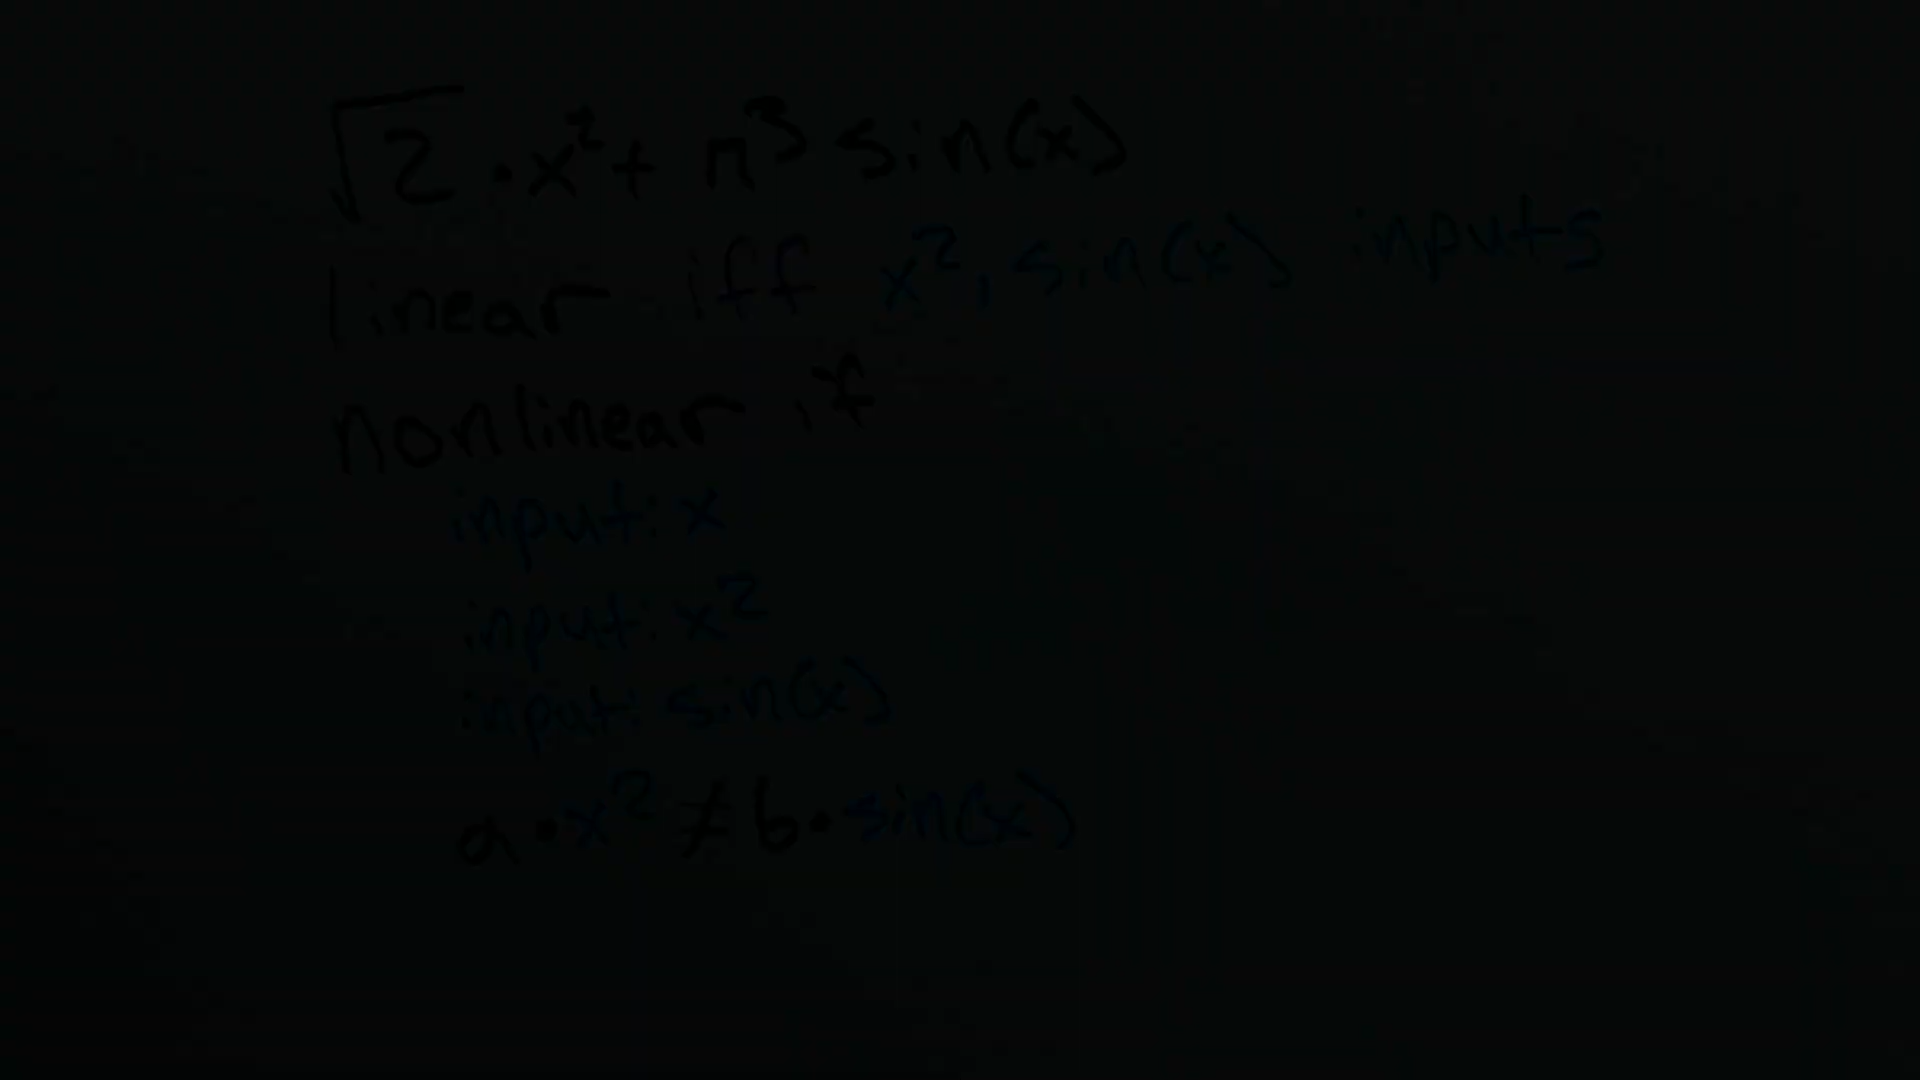 √2 · x² + π³ sin(x)
linear iff x², sin(x) inputs
nonlinear if
input: x
input: x²
input: sin(x)
a · x² ≠ b · sin(x)